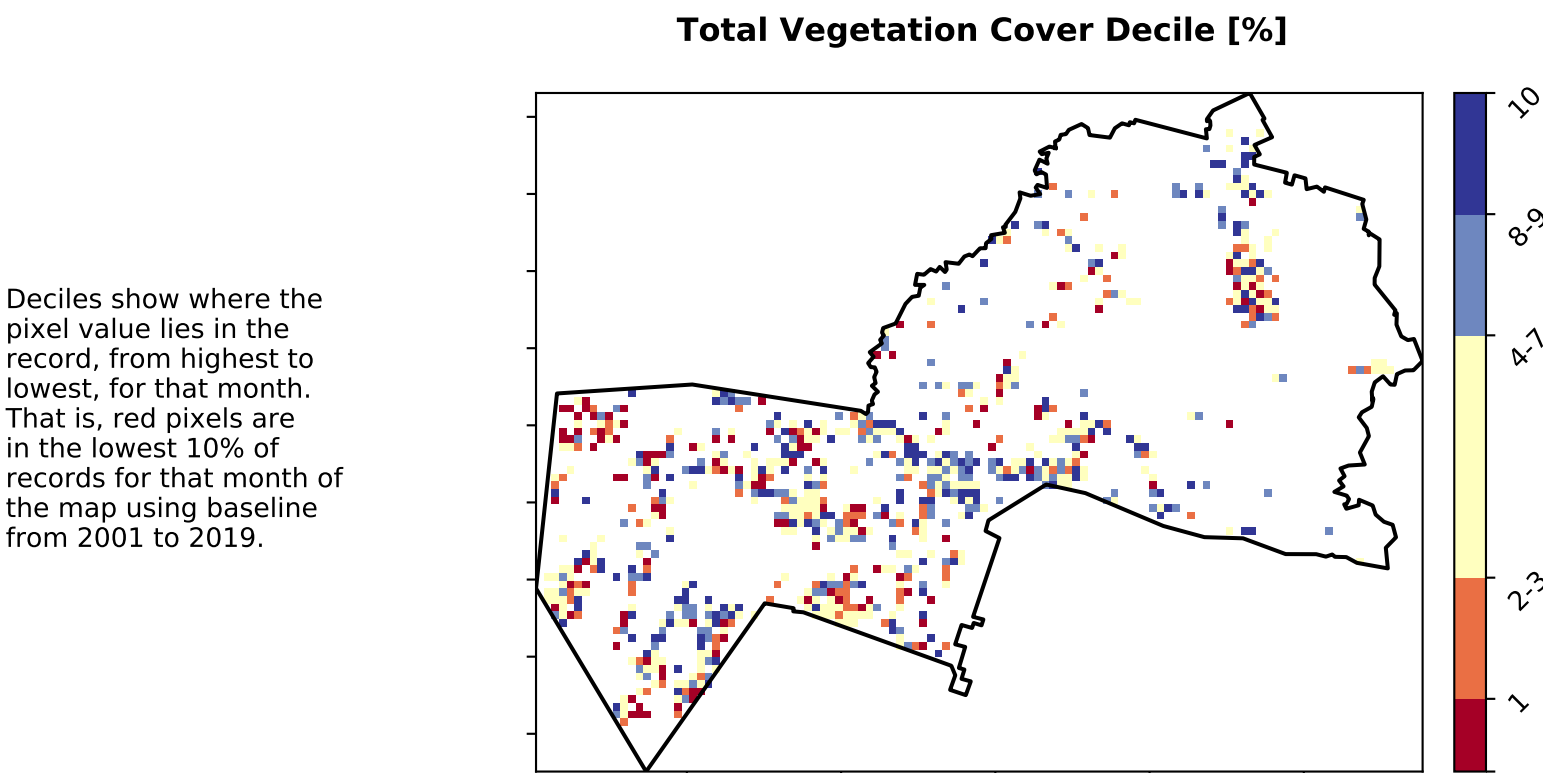 Total Vegetation Cover Decile [%]
Deciles show where the
pixel value lies in the
record, from highest to
lowest, for that month.
That is, red pixels are
in the lowest 10% of
records for that month of
the map using baseline
from 2001 to 2019.
10
8-9
4-7
2-3
1